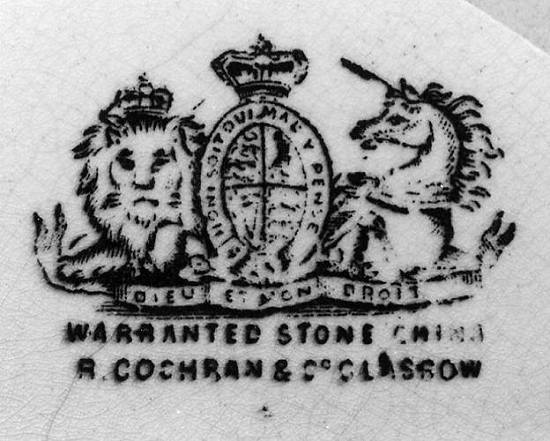 HONI SOIT QUI MAL Y PENSE
DIEU ET MON DROIT
WARRANTED STONE CHINA
R. COCHRAN & Co GLASGOW